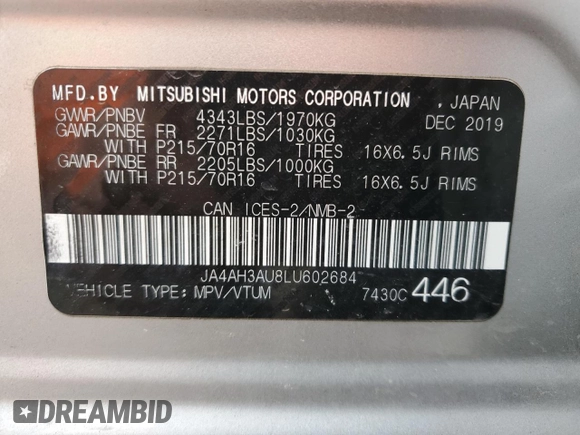 MFD.BY MITSUBISHI MOTORS CORPORATION , JAPAN
GVWR/PNBV 4343LBS/1970KG DEC 2019
GAWR/PNBE FR 2271LBS/1030KG
WITH P215/70R16 TIRES 16X6.5J RIMS
GAWR/PNBE RR 2205LBS/1000KG
WITH P215/70R16 TIRES 16X6.5J RIMS
CAN ICES-2/NMB-2
JA4AH3AU8LU602684
VEHICLE TYPE:MPV/VTUM 7430C 446
DREAMBID